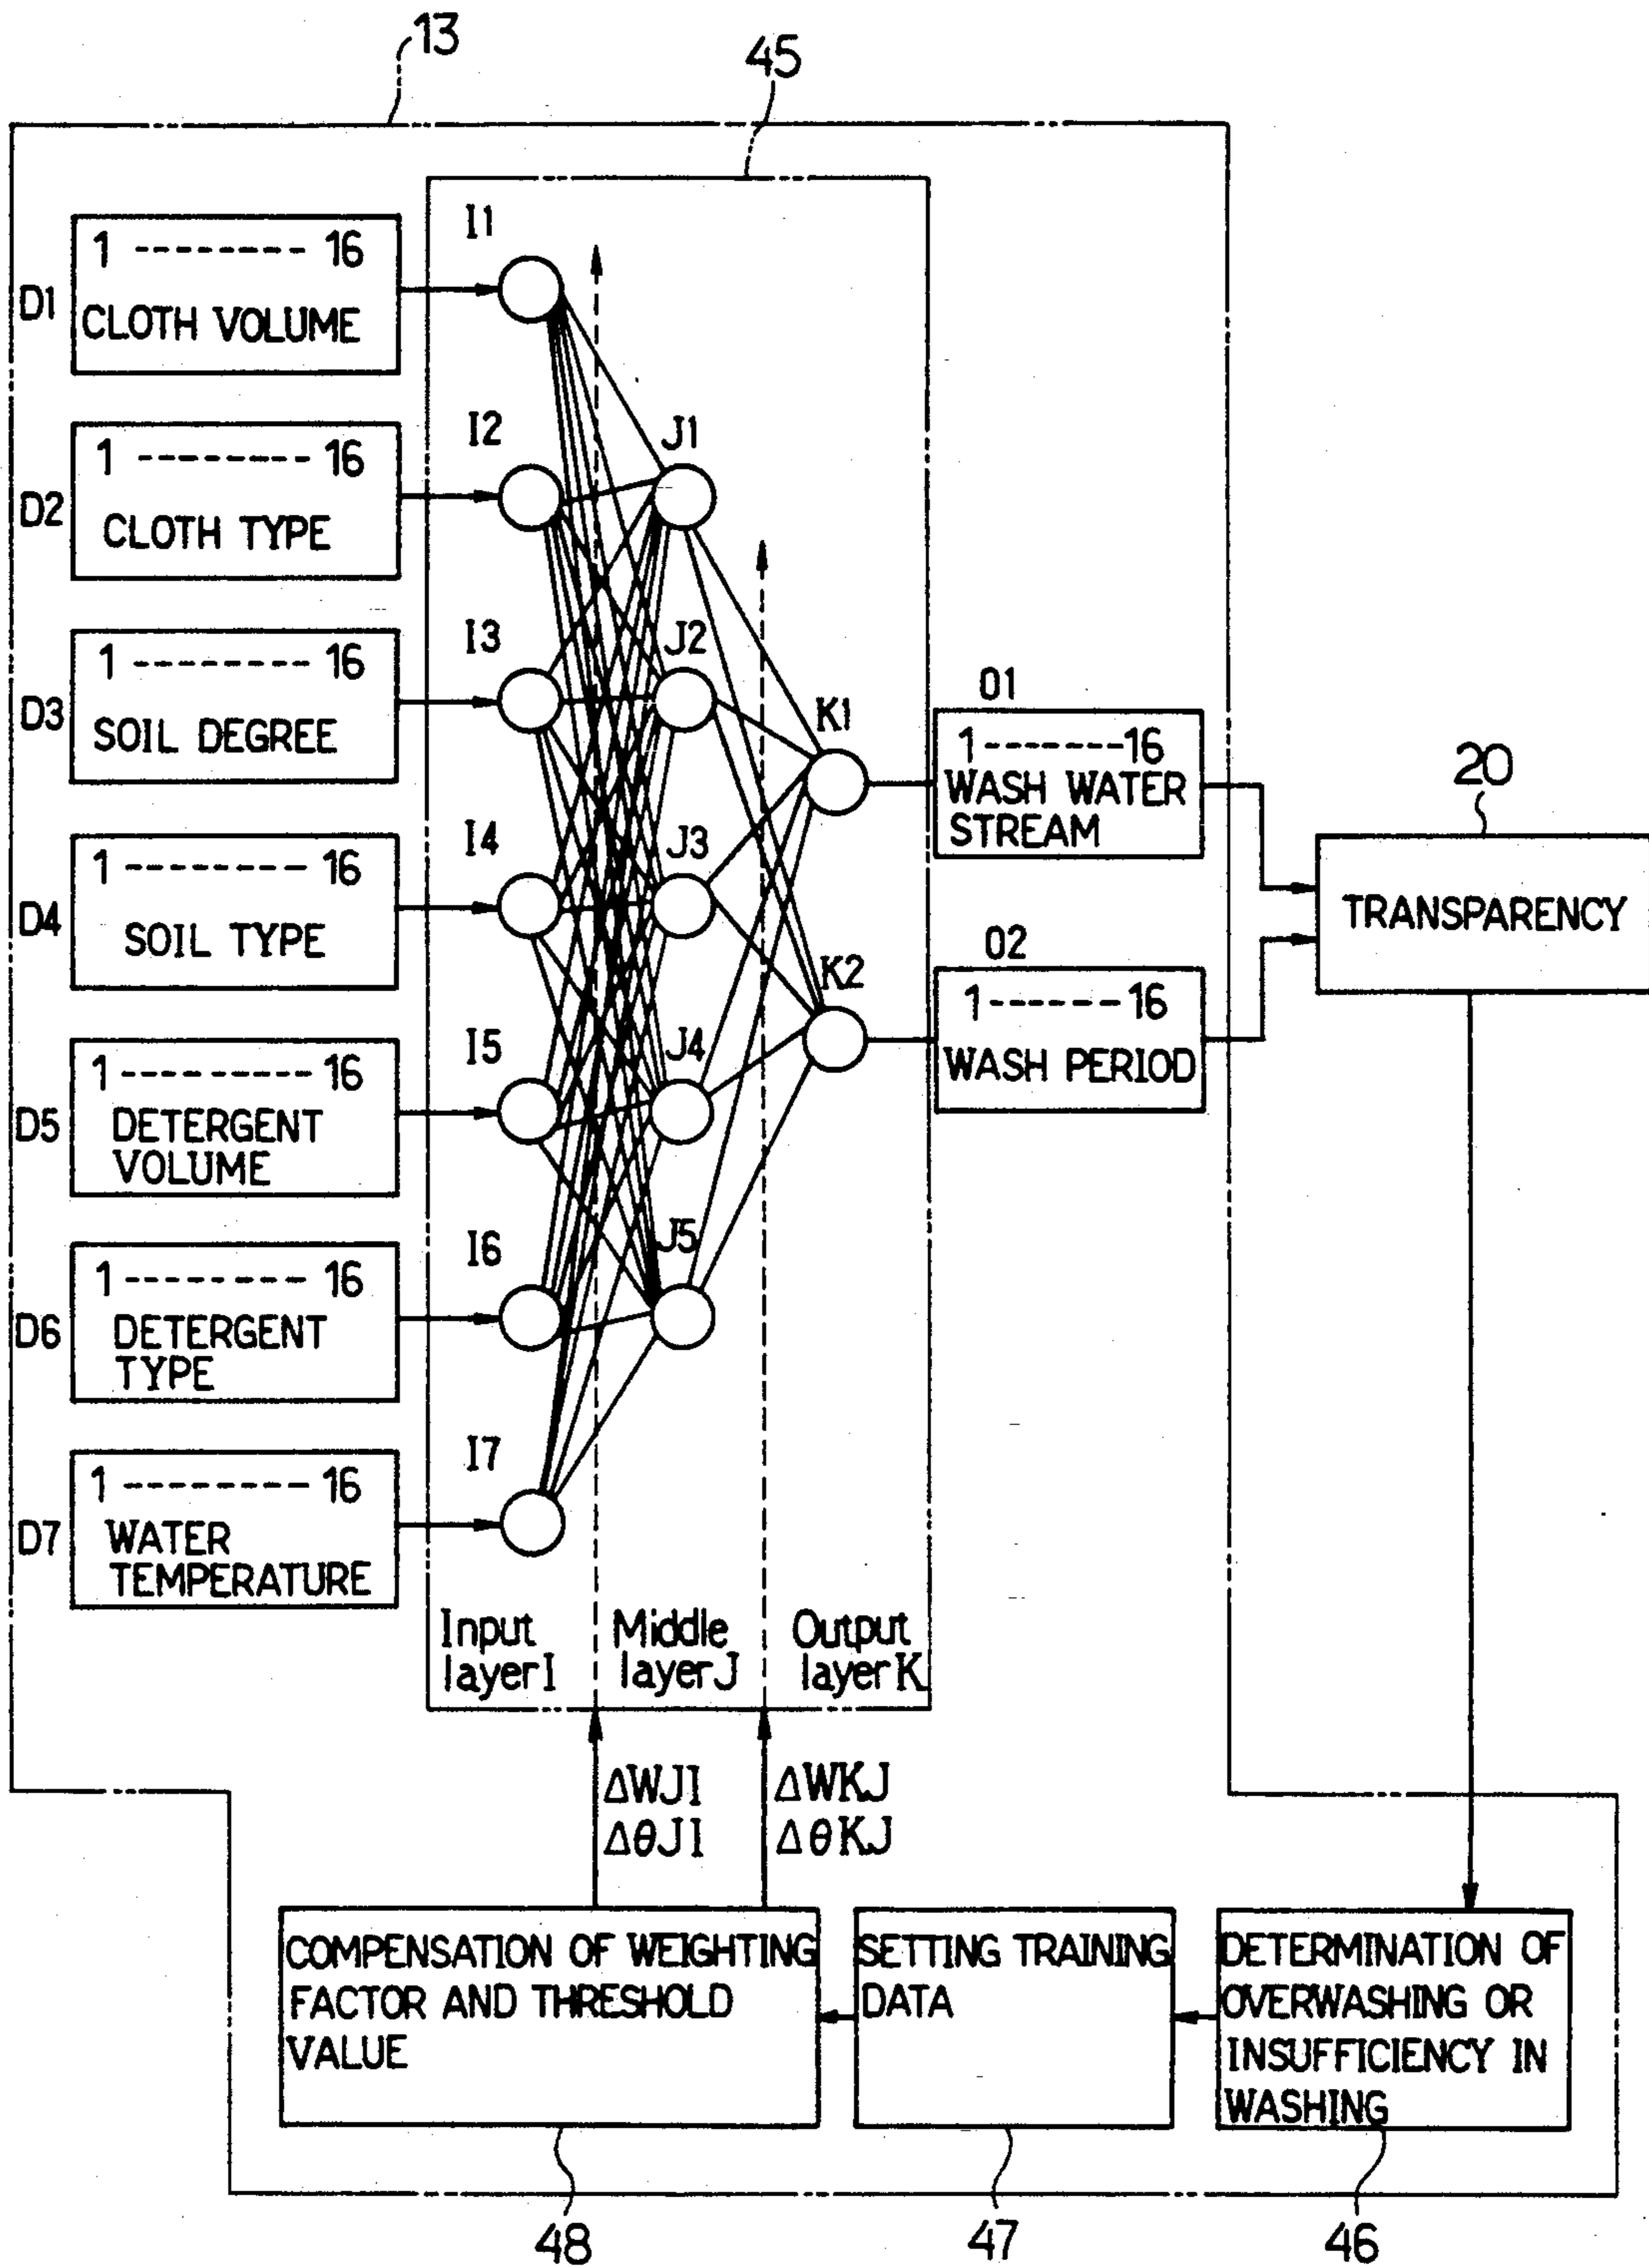 13
45
I1
1 -------- 16
D1
CLOTH VOLUME
I2
J1
1 -------- 16
D2
CLOTH TYPE
I3
J2
1 -------- 16
D3
SOIL DEGREE
O1
K1
1-------16
WASH WATER
STREAM
20
TRANSPARENCY
I4
J3
1 -------- 16
D4
SOIL TYPE
O2
K2
1------16
WASH PERIOD
I5
J4
1--------- 16
D5
DETERGENT
VOLUME
I6
J5
1--------- 16
D6
DETERGENT
TYPE
I7
1 --------- 16
D7
WATER
TEMPERATURE
Input
layer I
Middle
layer J
Output
layer K
ΔWJI
ΔθJI
ΔWKJ
ΔθKJ
COMPENSATION OF WEIGHTING
FACTOR AND THRESHOLD
VALUE
SETTING TRAINING
DATA
DETERMINATION OF
OVERWASHING OR
INSUFFICIENCY IN
WASHING
48
47
46